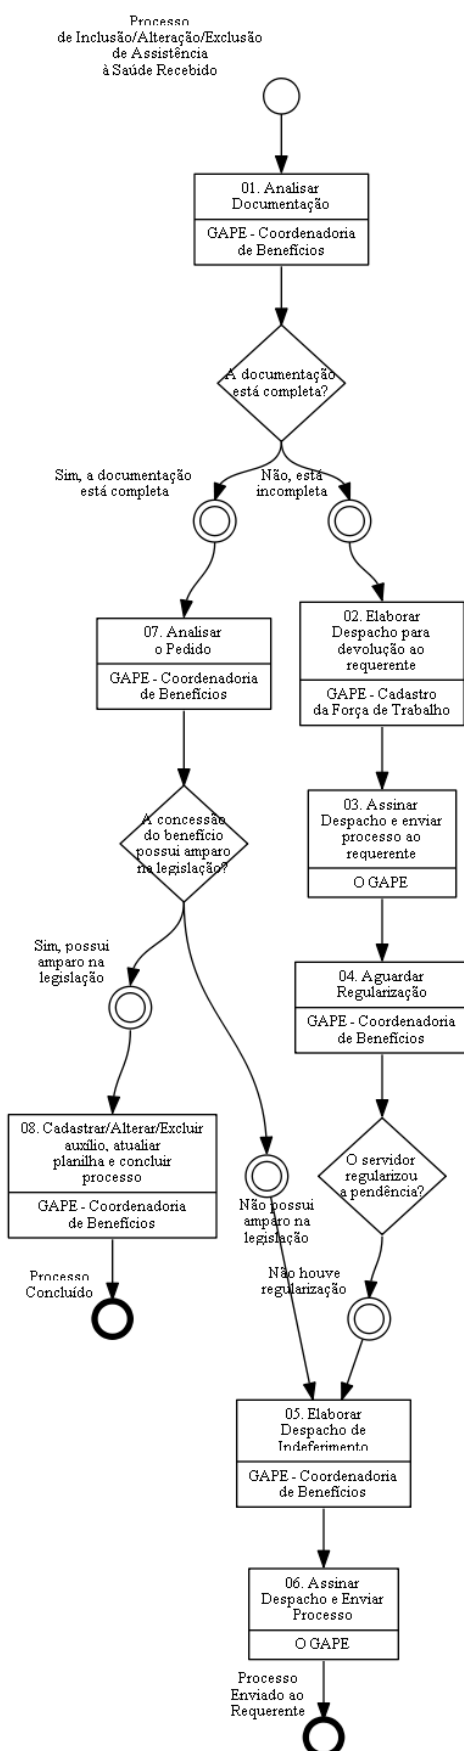 Processo
de Inclusão/Alteração/Exclusão
de Assistência
à Saúde Recebido
01. Analisar
Documentação
GAPE - Coordenadoria
de Benefícios
A documentação
está completa?
Sim, a documentação
está completa
Não, está
incompleta
07. Analisar
o Pedido
GAPE - Coordenadoria
de Benefícios
02. Elaborar
Despacho para
devolução ao
requerente
GAPE - Cadastro
da Força de Trabalho
A concessão
do benefício
possui amparo
na legislação?
03. Assinar
Despacho e enviar
processo ao
requerente
O GAPE
Sim, possui
amparo na
legislação
04. Aguardar
Regularização
GAPE - Coordenadoria
de Benefícios
08. Cadastrar/Alterar/Excluir
auxílio, atualiar
planilha e concluir
processo
GAPE - Coordenadoria
de Benefícios
O servidor
regularizou
a pendência?
Não possui
amparo na
legislação
Processo
Concluído
Não houve
regularização
05. Elaborar
Despacho de
Indeferimento
GAPE - Coordenadoria
de Benefícios
06. Assinar
Despacho e Enviar
Processo
O GAPE
Processo
Enviado ao
Requerente